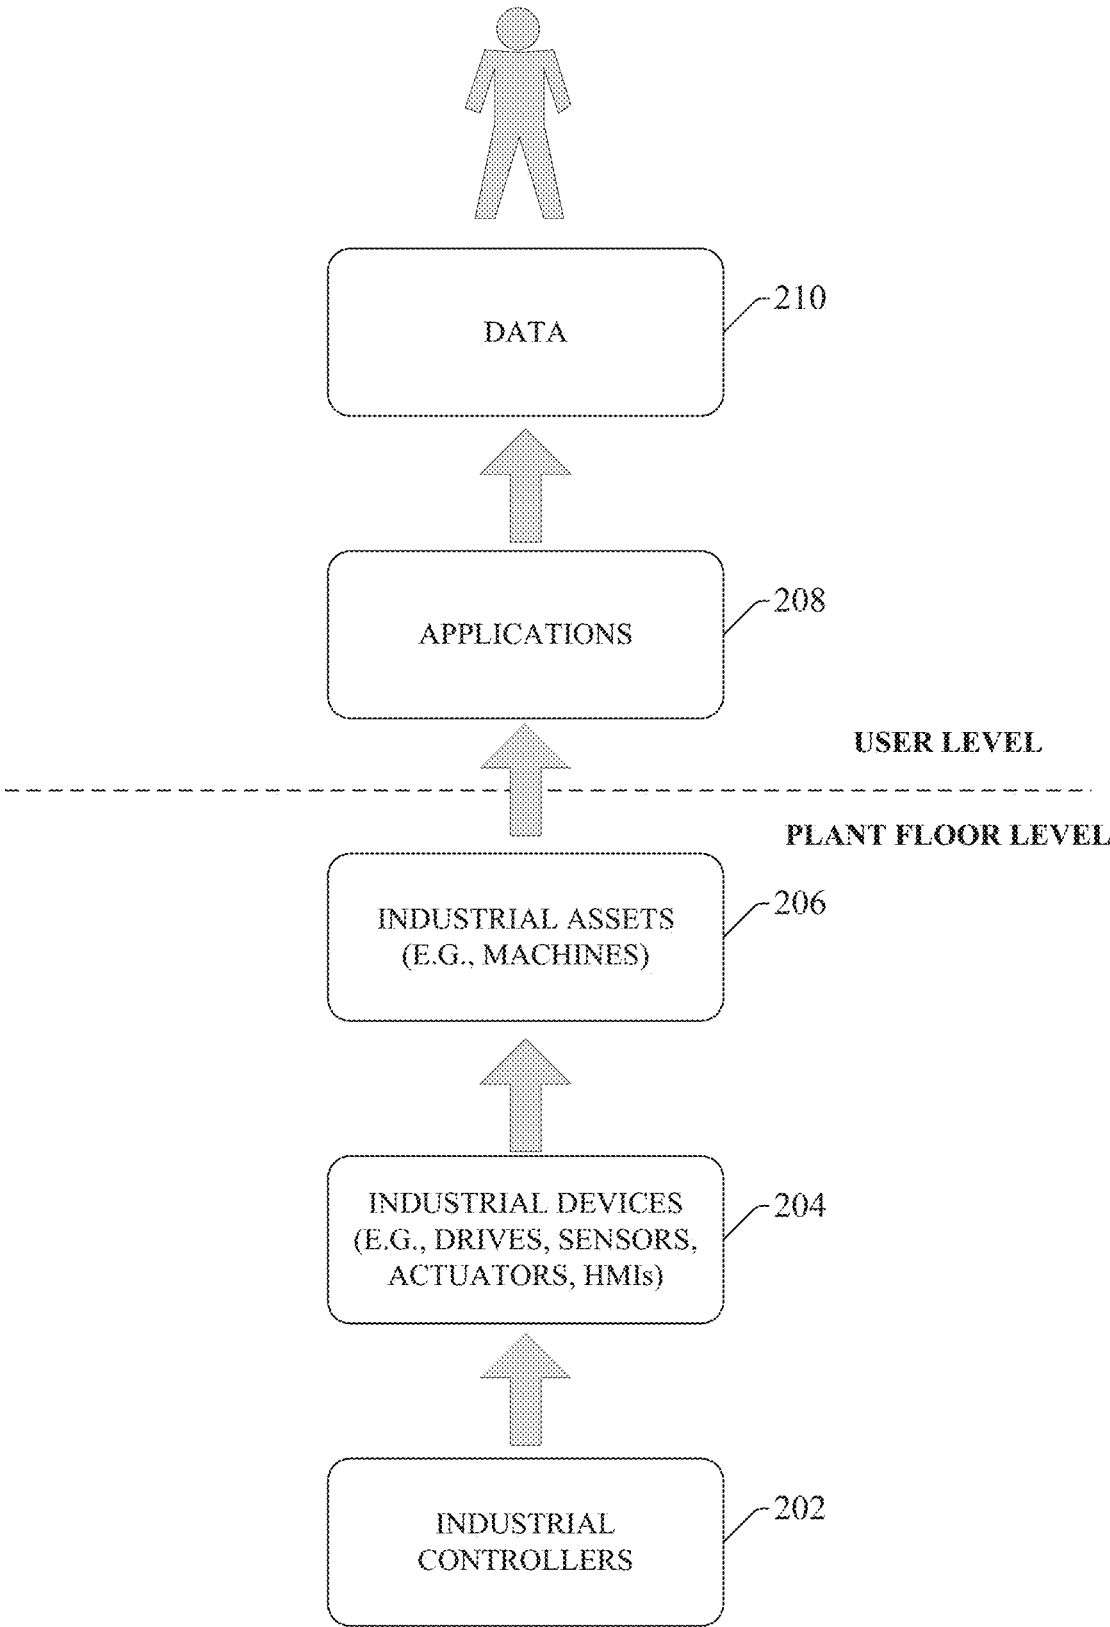 DATA
210
APPLICATIONS
208
USER LEVEL
PLANT FLOOR LEVEL
INDUSTRIAL ASSETS
(E.G., MACHINES)
206
INDUSTRIAL DEVICES
(E.G., DRIVES, SENSORS,
ACTUATORS, HMIs)
204
INDUSTRIAL
CONTROLLERS
202